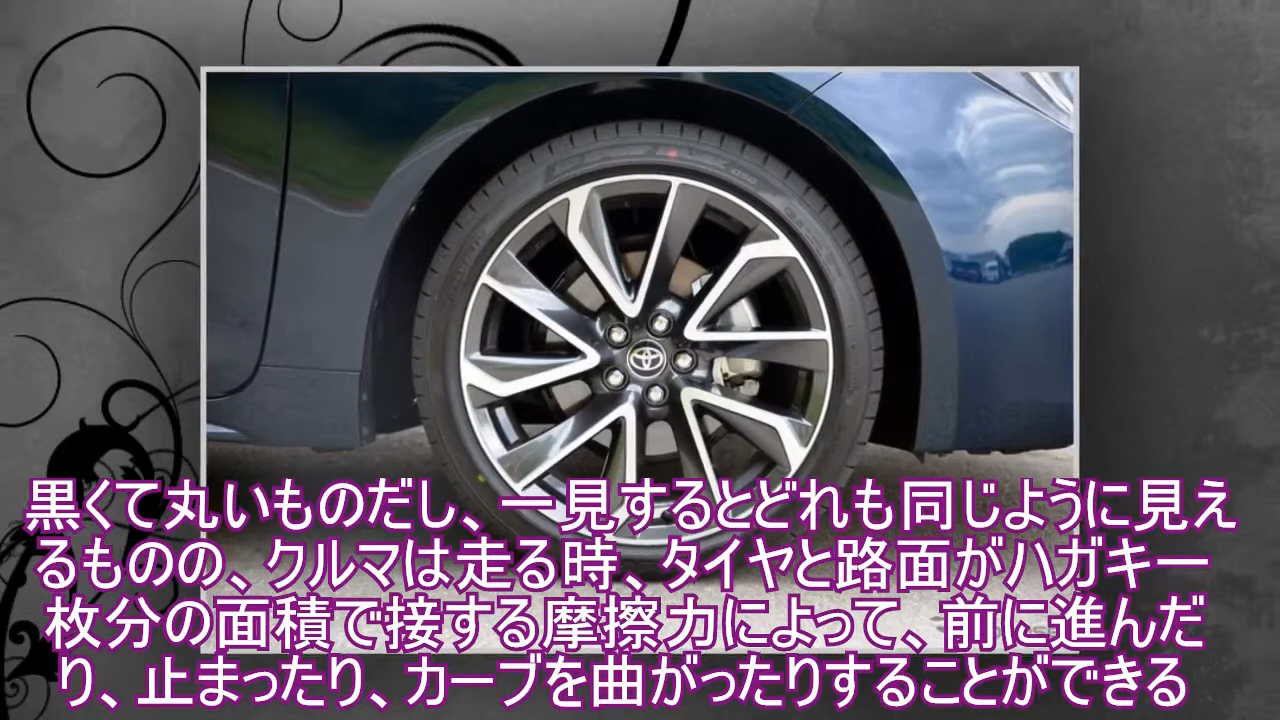 黒くて丸いものだし、一見するとどれも同じように見え
るものの、クルマは走る時、タイヤと路面がハガキ一
枚分の面積で接する摩擦力によって、前に進んだ
り、止まったり、カーブを曲がったりすることができる